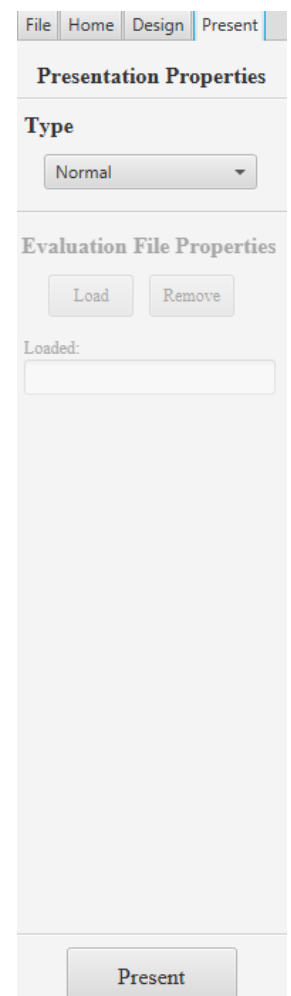 File Home Design Present
Presentation Properties
Type
Normal
Evaluation File Properties
Load Remove
Loaded:
Present